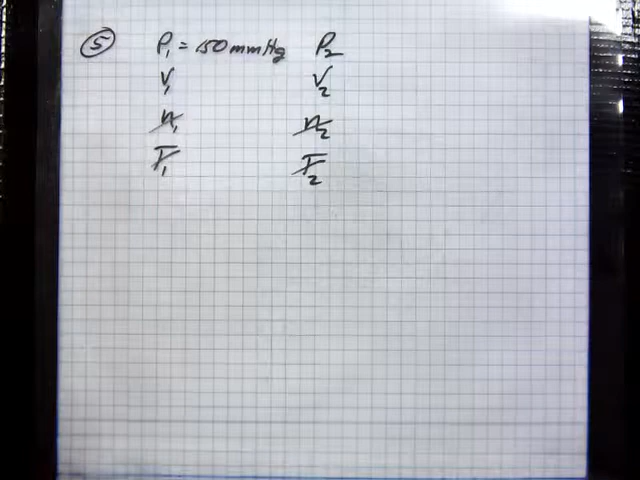 ⑤ P₁ = 150 mmHg P₂
V₁ V₂
n₁ n₂
T₁ T₂